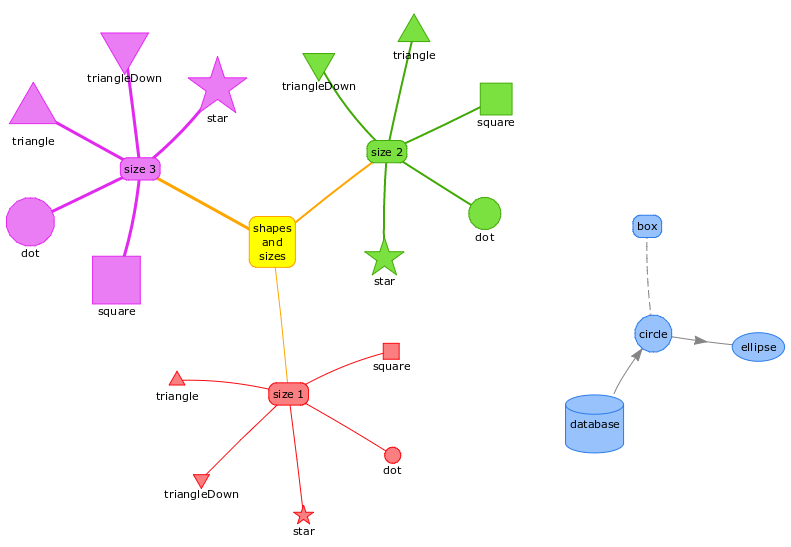 triangleDown
triangle
star
size 3
dot
square
triangle
triangleDown
square
size 2
dot
star
shapes
and
sizes
square
triangle
size 1
dot
triangleDown
star
box
circle
ellipse
database